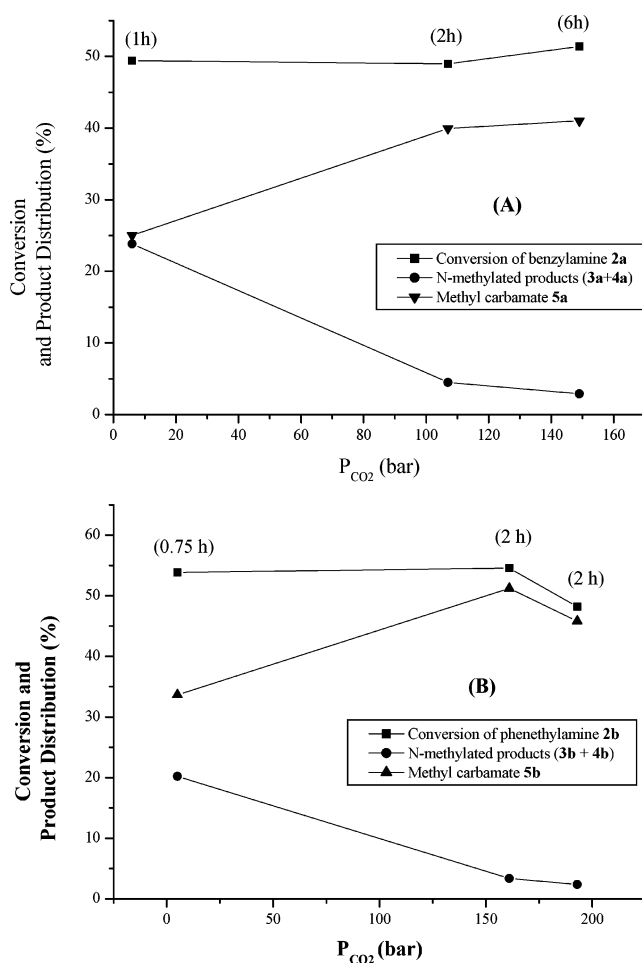 (1h)
(2h)
(6h)
50
40
30
20
10
0
Conversion
and Product Distribution (%)
(A)
Conversion of benzylamine 2a
N-methylated products (3a+4a)
Methyl carbamate 5a
0 20 40 60 80 100 120 140 160
P_CO2 (bar)
(0.75 h)
(2 h)
(2 h)
60
50
40
30
20
10
0
Conversion and
Product Distribution (%)
(B)
Conversion of phenethylamine 2b
N-methylated products (3b + 4b)
Methyl carbamate 5b
0 50 100 150 200
P_CO2 (bar)